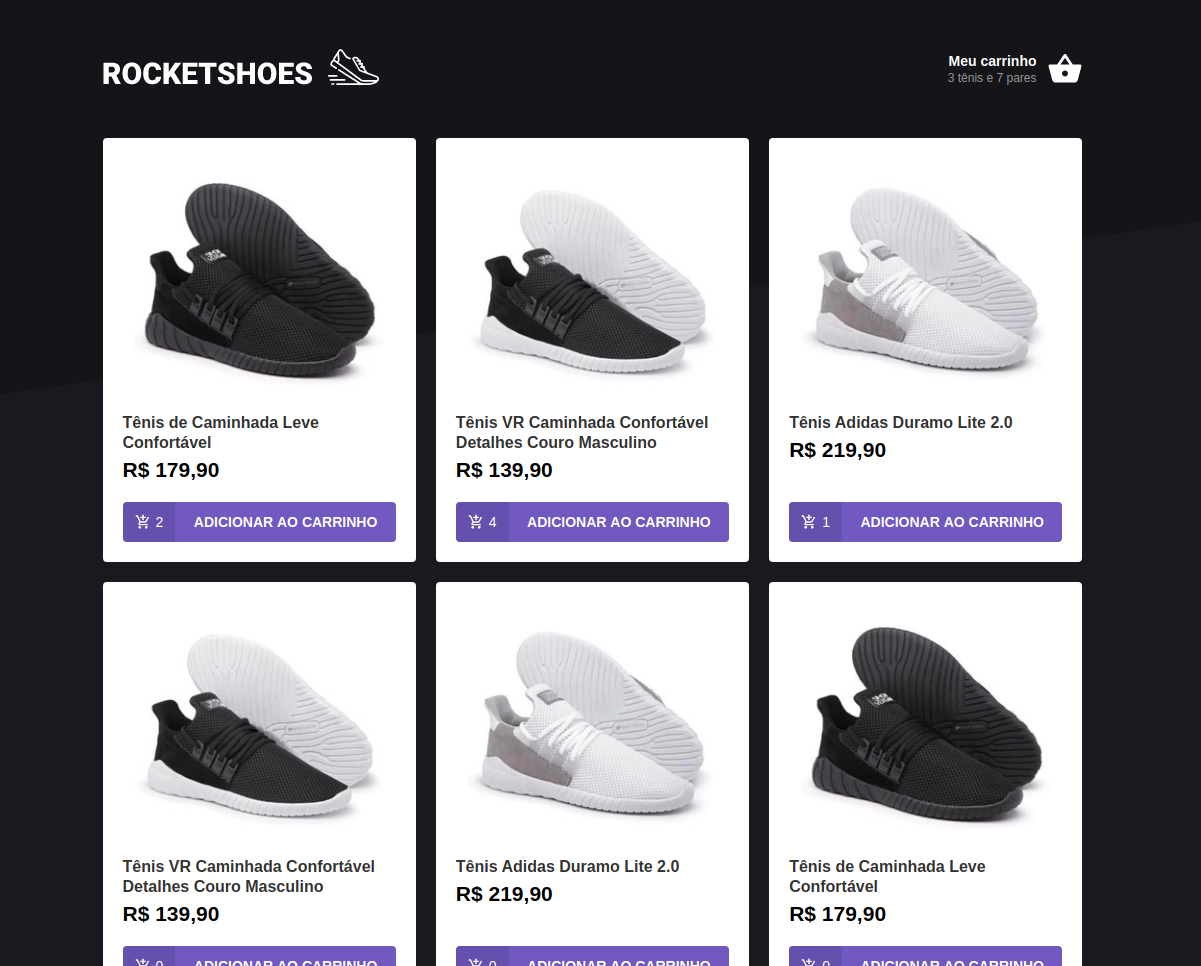 ROCKETSHOES
Meu carrinho
3 tênis e 7 pares
Tênis de Caminhada Leve
Confortável
R$ 179,90
2 ADICIONAR AO CARRINHO
Tênis VR Caminhada Confortável
Detalhes Couro Masculino
R$ 139,90
4 ADICIONAR AO CARRINHO
Tênis Adidas Duramo Lite 2.0
R$ 219,90
1 ADICIONAR AO CARRINHO
Tênis VR Caminhada Confortável
Detalhes Couro Masculino
R$ 139,90
0 ADICIONAR AO CARRINHO
Tênis Adidas Duramo Lite 2.0
R$ 219,90
0 ADICIONAR AO CARRINHO
Tênis de Caminhada Leve
Confortável
R$ 179,90
0 ADICIONAR AO CARRINHO